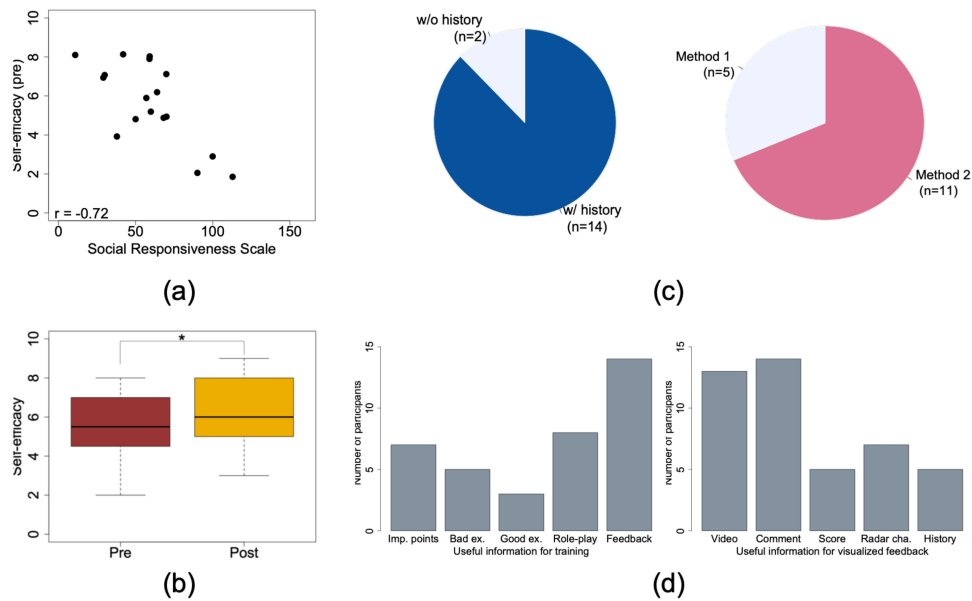 10
8
6
4
2
0
Self-efficacy (pre)
r = -0.72
0 50 100 150
Social Responsiveness Scale
(a)
w/o history
(n=2)
w/ history
(n=14)
Method 1
(n=5)
Method 2
(n=11)
(c)
10
8
6
4
2
0
Self-efficacy
*
Pre Post
(b)
15
10
5
0
Number of participants
Imp. points Bad ex. Good ex. Role-play Feedback
Useful information for training
15
10
5
0
Number of participants
Video Comment Score Radar cha. History
Useful information for visualized feedback
(d)